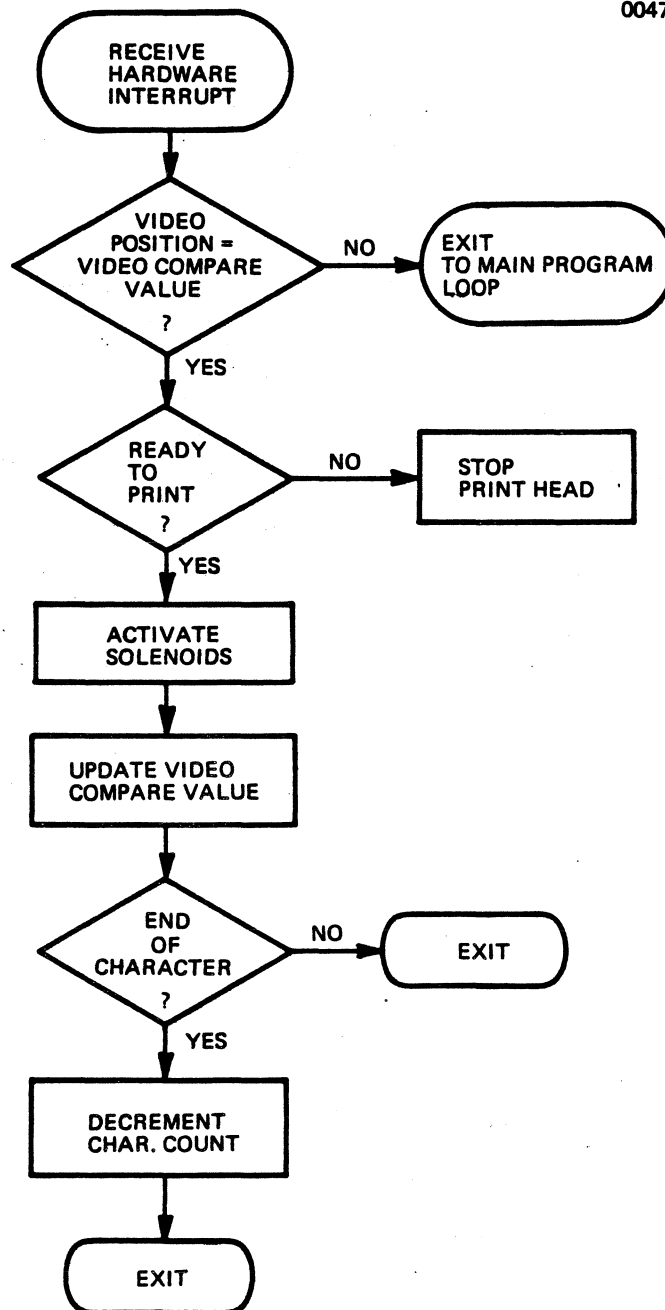 0047
RECEIVE
HARDWARE
INTERRUPT
VIDEO
POSITION =
VIDEO COMPARE
VALUE
?
NO
EXIT
TO MAIN PROGRAM
LOOP
YES
READY
TO
PRINT
?
NO
STOP
PRINT HEAD
YES
ACTIVATE
SOLENOIDS
UPDATE VIDEO
COMPARE VALUE
END
OF
CHARACTER
?
NO
EXIT
YES
DECREMENT
CHAR. COUNT
EXIT